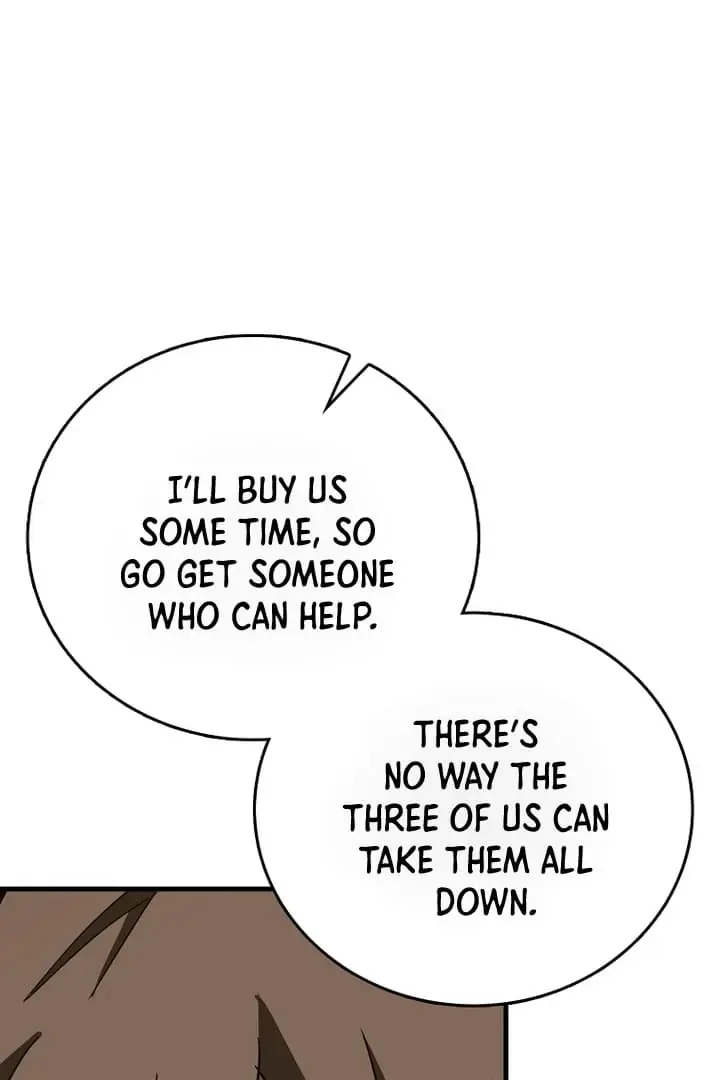 I'LL BUY US
SOME TIME, SO
GO GET SOMEONE
WHO CAN HELP.
THERE'S
NO WAY THE
THREE OF US CAN
TAKE THEM ALL
DOWN.